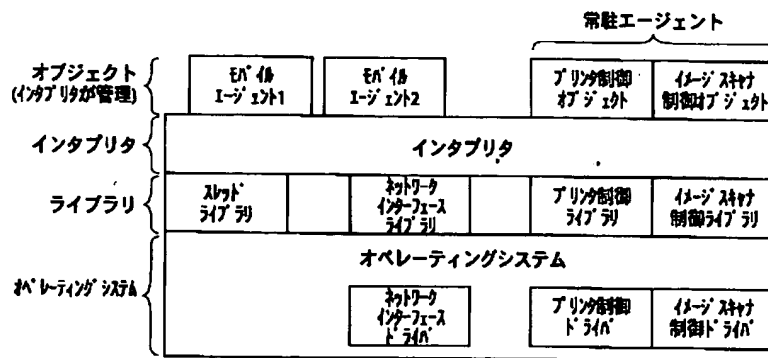 常駐エージェント
オブジェクト
(インタプリタが管理)
モバイル
エージェント1
モバイル
エージェント2
プリンタ制御
オブジェクト
イメージスキャナ
制御オブジェクト
インタプリタ
インタプリタ
ライブラリ
スレッド
ライブラリ
ネットワーク
インターフェース
ライブラリ
プリンタ制御
ライブラリ
イメージスキャナ
制御ライブラリ
オペレーティングシステム
オペレーティングシステム
ネットワーク
インターフェース
ドライバ
プリンタ制御
ドライバ
イメージスキャナ
制御ドライバ